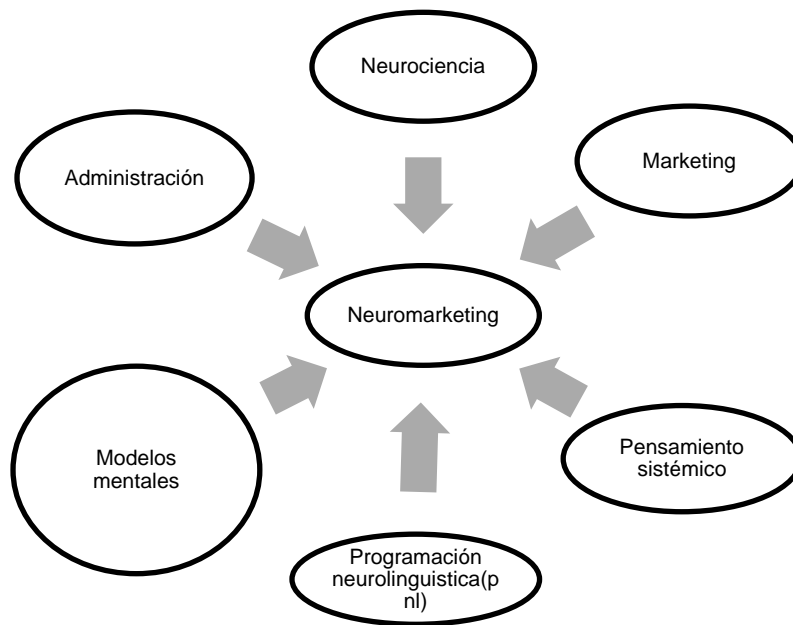 Neurociencia
Marketing
Administración
Neuromarketing
Modelos
mentales
Pensamiento
sistémico
Programación
neurolinguistica(p
nl)